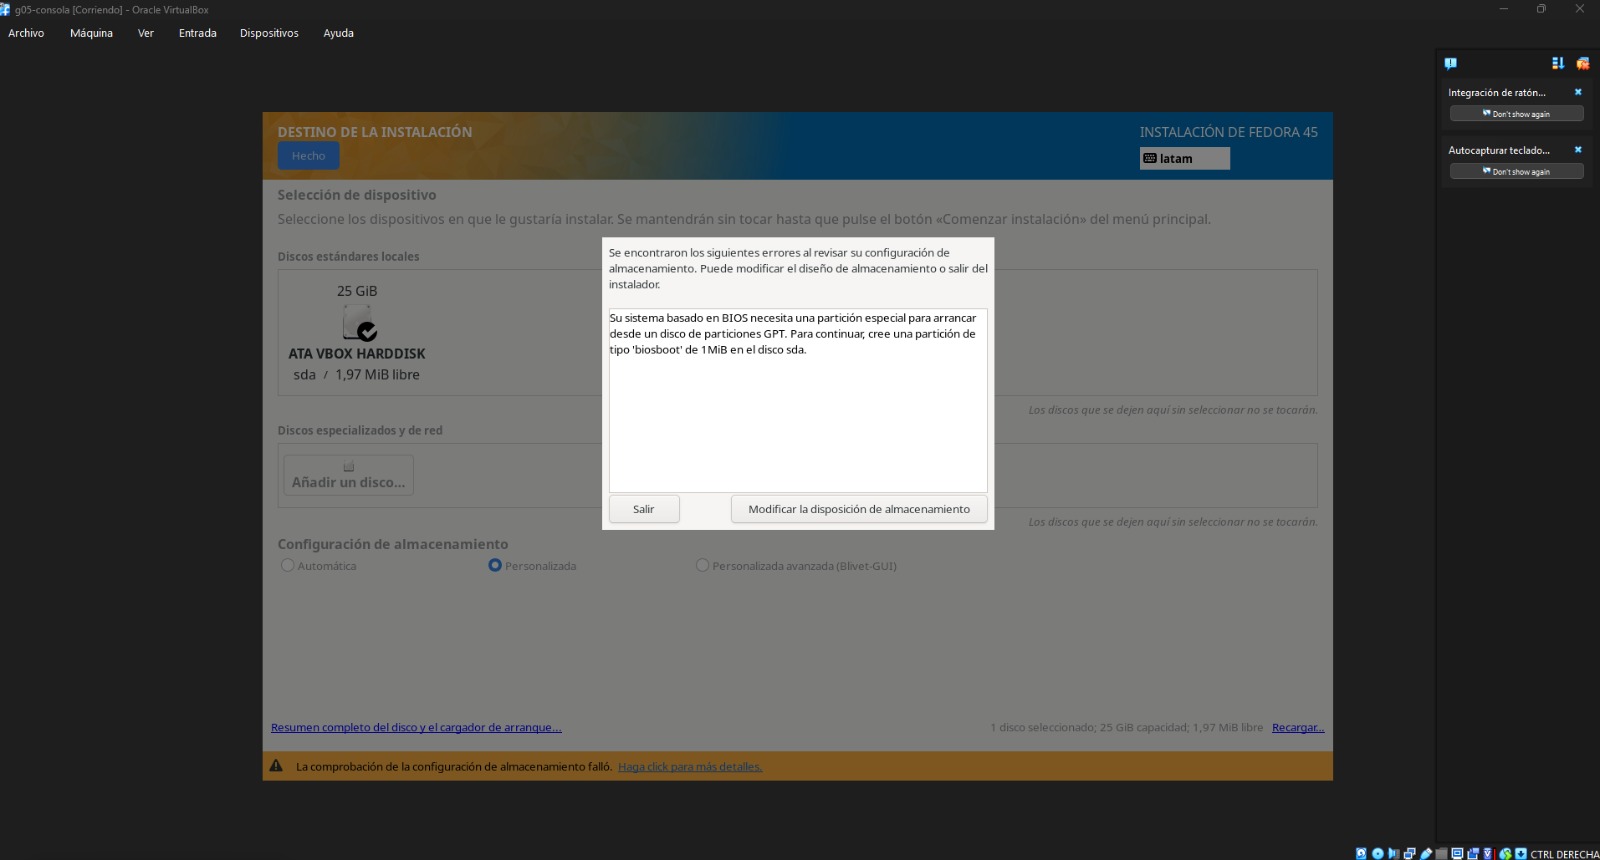 g05-consola [Corriendo] - Oracle VirtualBox
Archivo Máquina Ver Entrada Dispositivos Ayuda
Integración de ratón...
Don't show again
Autocapturar teclado...
Don't show again
DESTINO DE LA INSTALACIÓN
INSTALACIÓN DE FEDORA 45
Hecho
latam
Selección de dispositivo
Seleccione los dispositivos en que le gustaría instalar. Se mantendrán sin tocar hasta que pulse el botón «Comenzar instalación» del menú principal.
Discos estándares locales
25 GiB
ATA VBOX HARDDISK
sda / 1,97 MiB libre
Los discos que se dejen aquí sin seleccionar no se tocarán.
Discos especializados y de red
Añadir un disco...
Los discos que se dejen aquí sin seleccionar no se tocarán.
Configuración de almacenamiento
Automática
Personalizada
Personalizada avanzada (Blivet-GUI)
Se encontraron los siguientes errores al revisar su configuración de
almacenamiento. Puede modificar el diseño de almacenamiento o salir del
instalador.
Su sistema basado en BIOS necesita una partición especial para arrancar
desde un disco de particiones GPT. Para continuar, cree una partición de
tipo 'biosboot' de 1MiB en el disco sda.
Salir
Modificar la disposición de almacenamiento
Resumen completo del disco y el cargador de arranque...
1 disco seleccionado; 25 GiB capacidad; 1,97 MiB libre Recargar...
La comprobación de la configuración de almacenamiento falló. Haga click para más detalles.
CTRL DERECHA